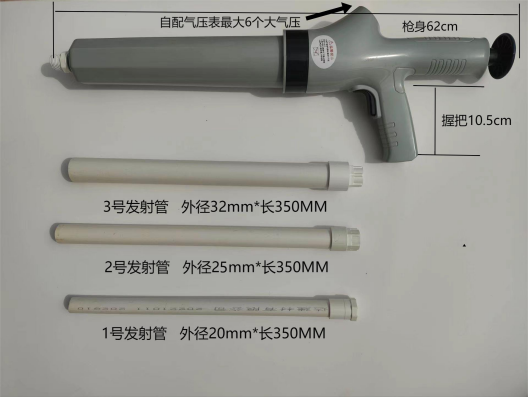 自配气压表最大6个大气压
枪身62cm
握把10.5cm
3号发射管 外径32mm*长350MM
2号发射管 外径25mm*长350MM
1号发射管 外径20mm*长350MM